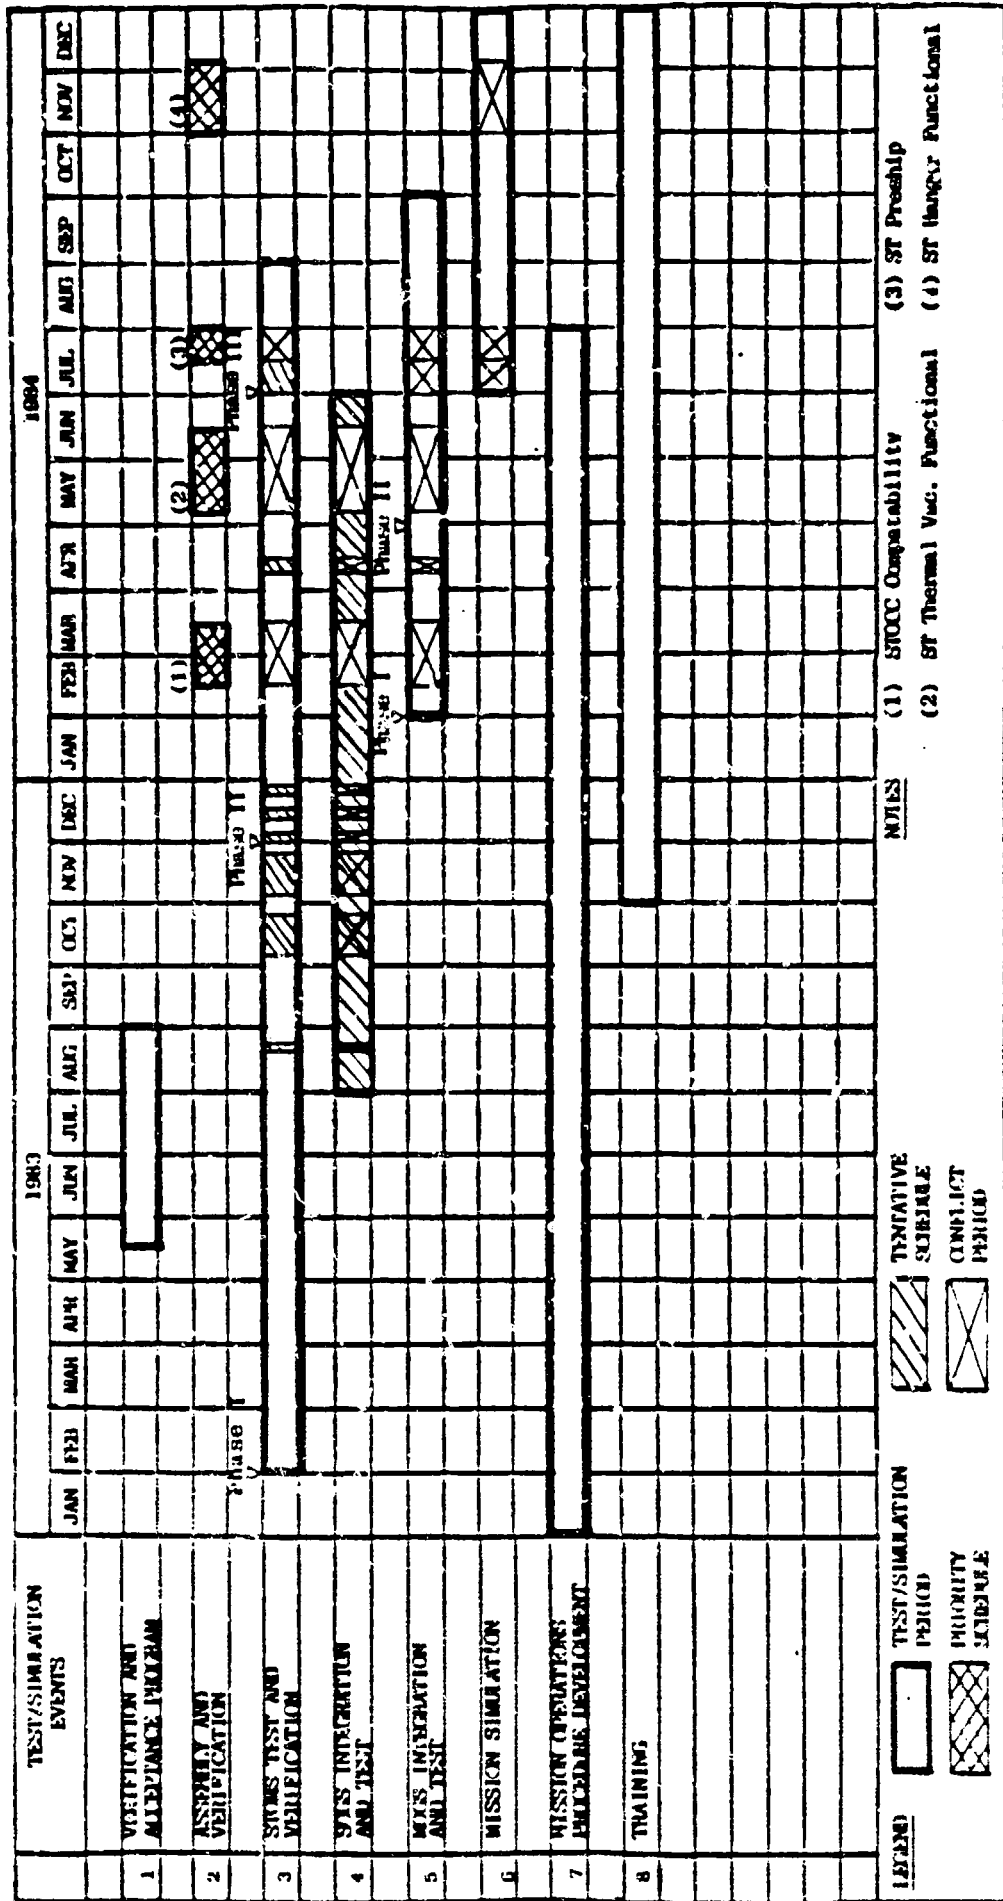 TEST/SIMULATION
EVENTS
1983
1984
JAN FEB MAR APR MAY JUN JUL AUG SEP OCT NOV DEC JAN FEB MAR APR MAY JUN JUL AUG SEP OCT NOV DEC
1 VERIFICATION AND
ACCEPTANCE PROGRAM
2 ASSEMBLY AND
VERIFICATION
(1) (2) (3) (4)
Phase I Phase II Phase III
3 STOMS TEST AND
VERIFICATION
4 SOGS INTEGRATION
AND TEST
Phase I Phase II
5 MOGS INTEGRATION
AND TEST
6 MISSION SIMULATION
7 MISSION OPERATIONS
PROCEDURE DEVELOPMENT
8 TRAINING
LEGEND
TEST/SIMULATION
PERIOD
PRIORITY
SCHEDULE
TENTATIVE
SCHEDULE
CONFLICT
PERIOD
NOTES
(1) STOCC Compatability
(2) ST Thermal Vac. Functional
(3) ST Preship
(4) ST Hangar Functional